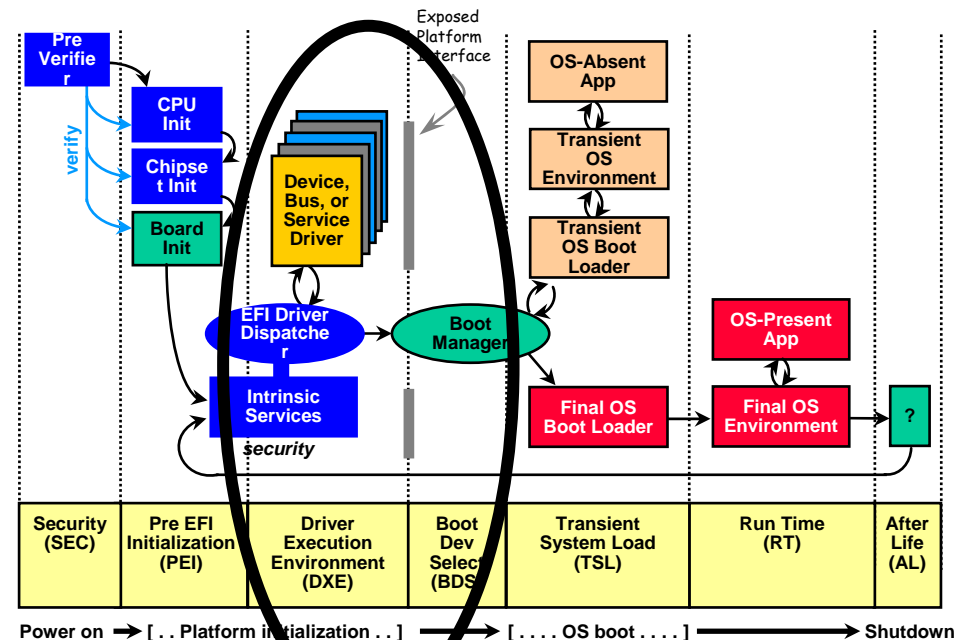 Exposed
Platform
Interface
Pre
Verifie
r
CPU
Init
Chipse
t Init
Board
Init
verify
Device,
Bus, or
Service
Driver
EFI Driver
Dispatche
r
Intrinsic
Services
security
Boot
Manager
OS-Absent
App
Transient
OS
Environment
Transient
OS Boot
Loader
Final OS
Boot Loader
OS-Present
App
Final OS
Environment
?
Security
(SEC)
Pre EFI
Initialization
(PEI)
Driver
Execution
Environment
(DXE)
Boot
Dev
Select
(BDS
Transient
System Load
(TSL)
Run Time
(RT)
After
Life
(AL)
Power on [ . . Platform initialization . . ] [ . . . . OS boot . . . . ] Shutdown